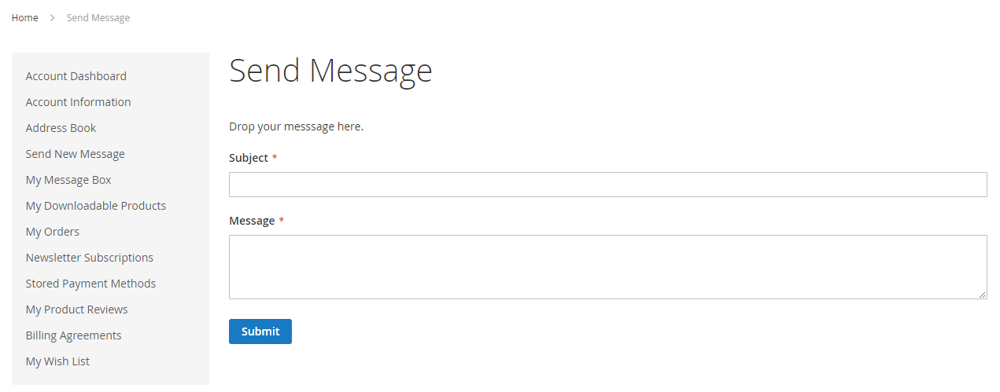 Home > Send Message
Account Dashboard
Account Information
Address Book
Send New Message
My Message Box
My Downloadable Products
My Orders
Newsletter Subscriptions
Stored Payment Methods
My Product Reviews
Billing Agreements
My Wish List
Send Message
Drop your messsage here.
Subject *
Message *
Submit